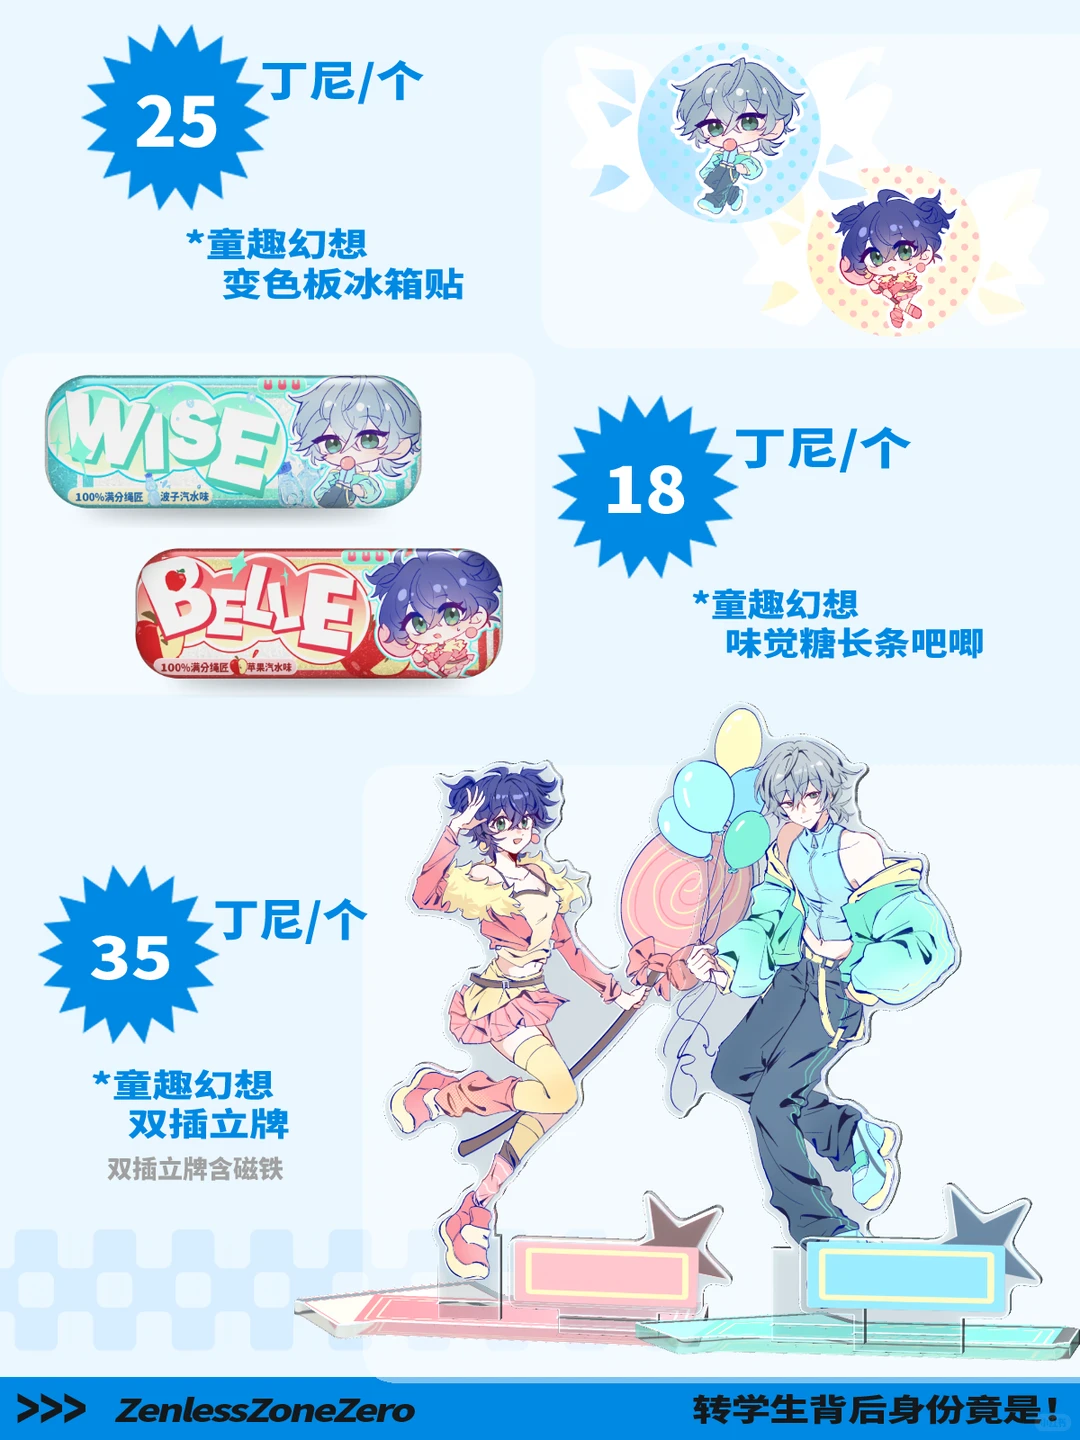 25
丁尼/个
*童趣幻想
变色板冰箱贴
WISE
100%满分绳匠
波子汽水味
18
丁尼/个
BELLE
100%满分绳匠
苹果汽水味
*童趣幻想
味觉糖长条吧唧
35
丁尼/个
*童趣幻想
双插立牌
双插立牌含磁铁
>>> ZenlessZoneZero
转学生背后身份竟是!